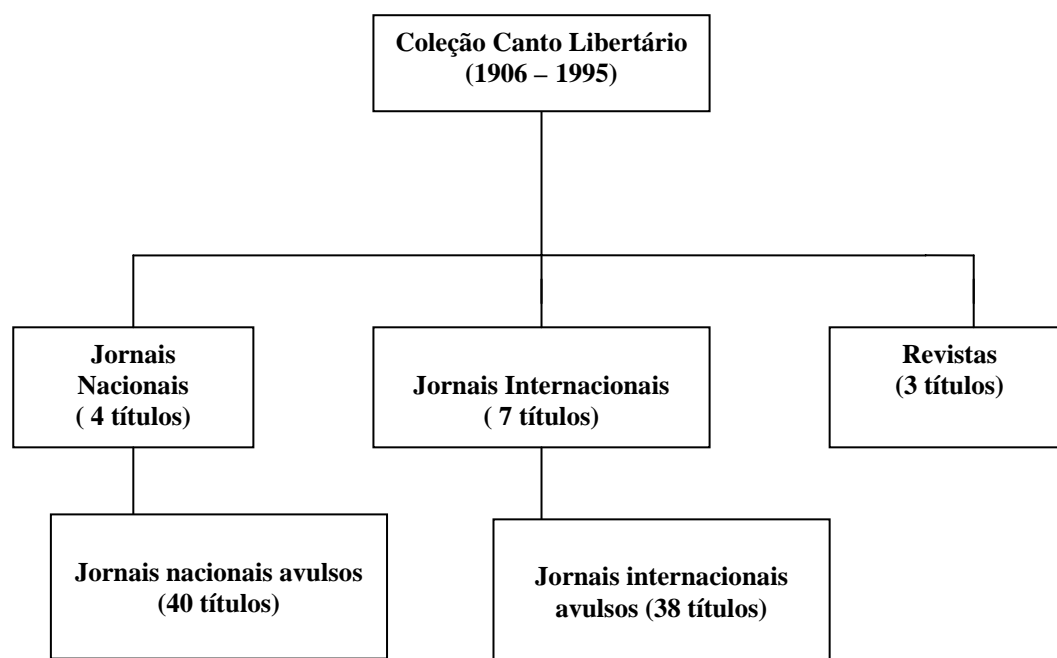 Coleção Canto Libertário
(1906 – 1995)
Jornais
Nacionais
( 4 títulos)
Jornais Internacionais
( 7 títulos)
Revistas
(3 títulos)
Jornais nacionais avulsos
(40 títulos)
Jornais internacionais
avulsos (38 títulos)